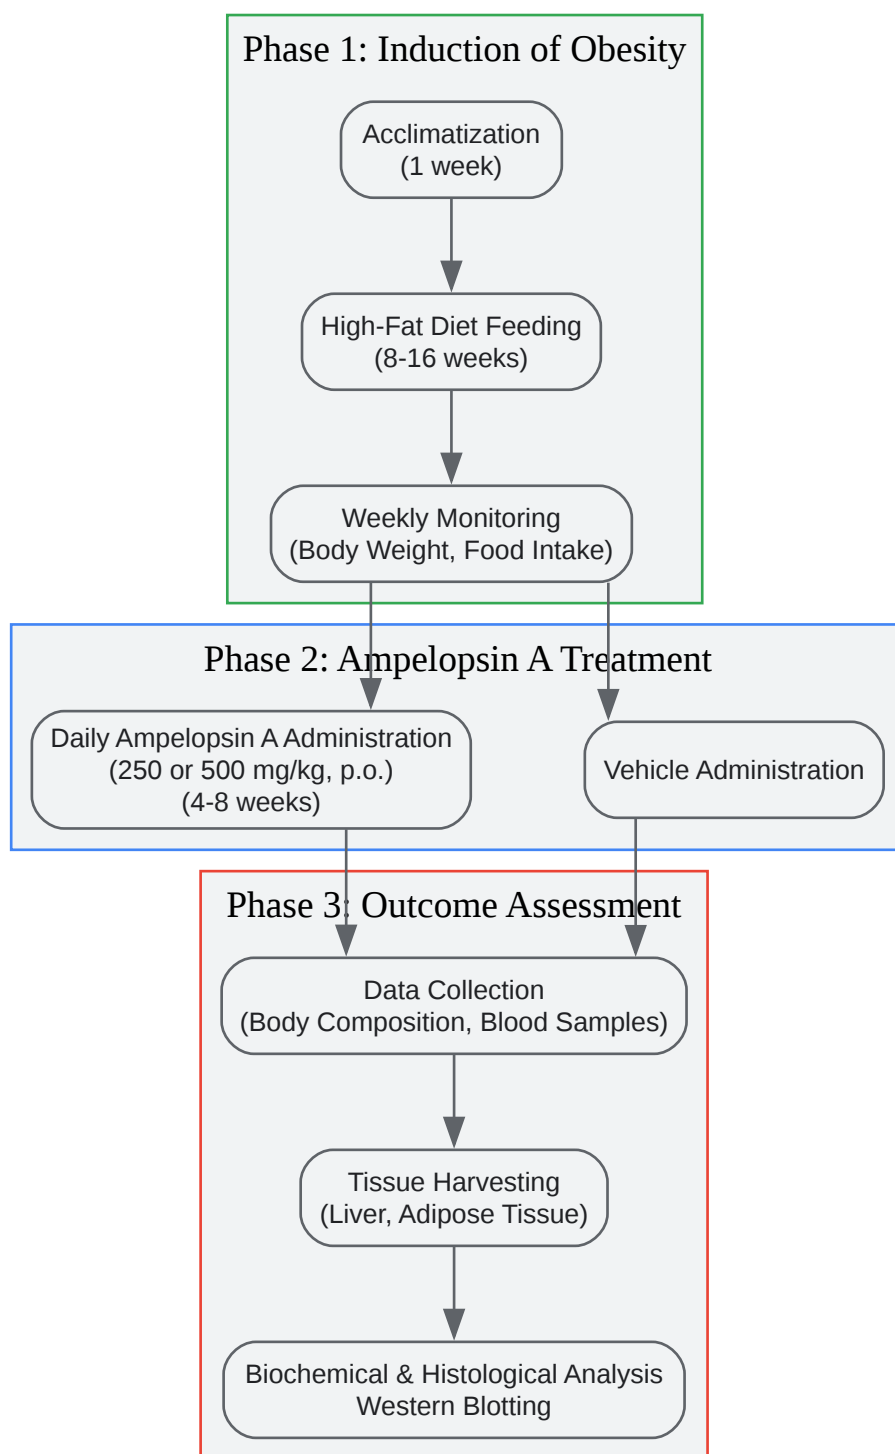 Phase 1: Induction of Obesity
Acclimatization
(1 week)
High-Fat Diet Feeding
(8-16 weeks)
Weekly Monitoring
(Body Weight, Food Intake)
Phase 2: Ampelopsin A Treatment
Daily Ampelopsin A Administration
(250 or 500 mg/kg, p.o.)
(4-8 weeks)
Vehicle Administration
Phase 3: Outcome Assessment
Data Collection
(Body Composition, Blood Samples)
Tissue Harvesting
(Liver, Adipose Tissue)
Biochemical & Histological Analysis
Western Blotting